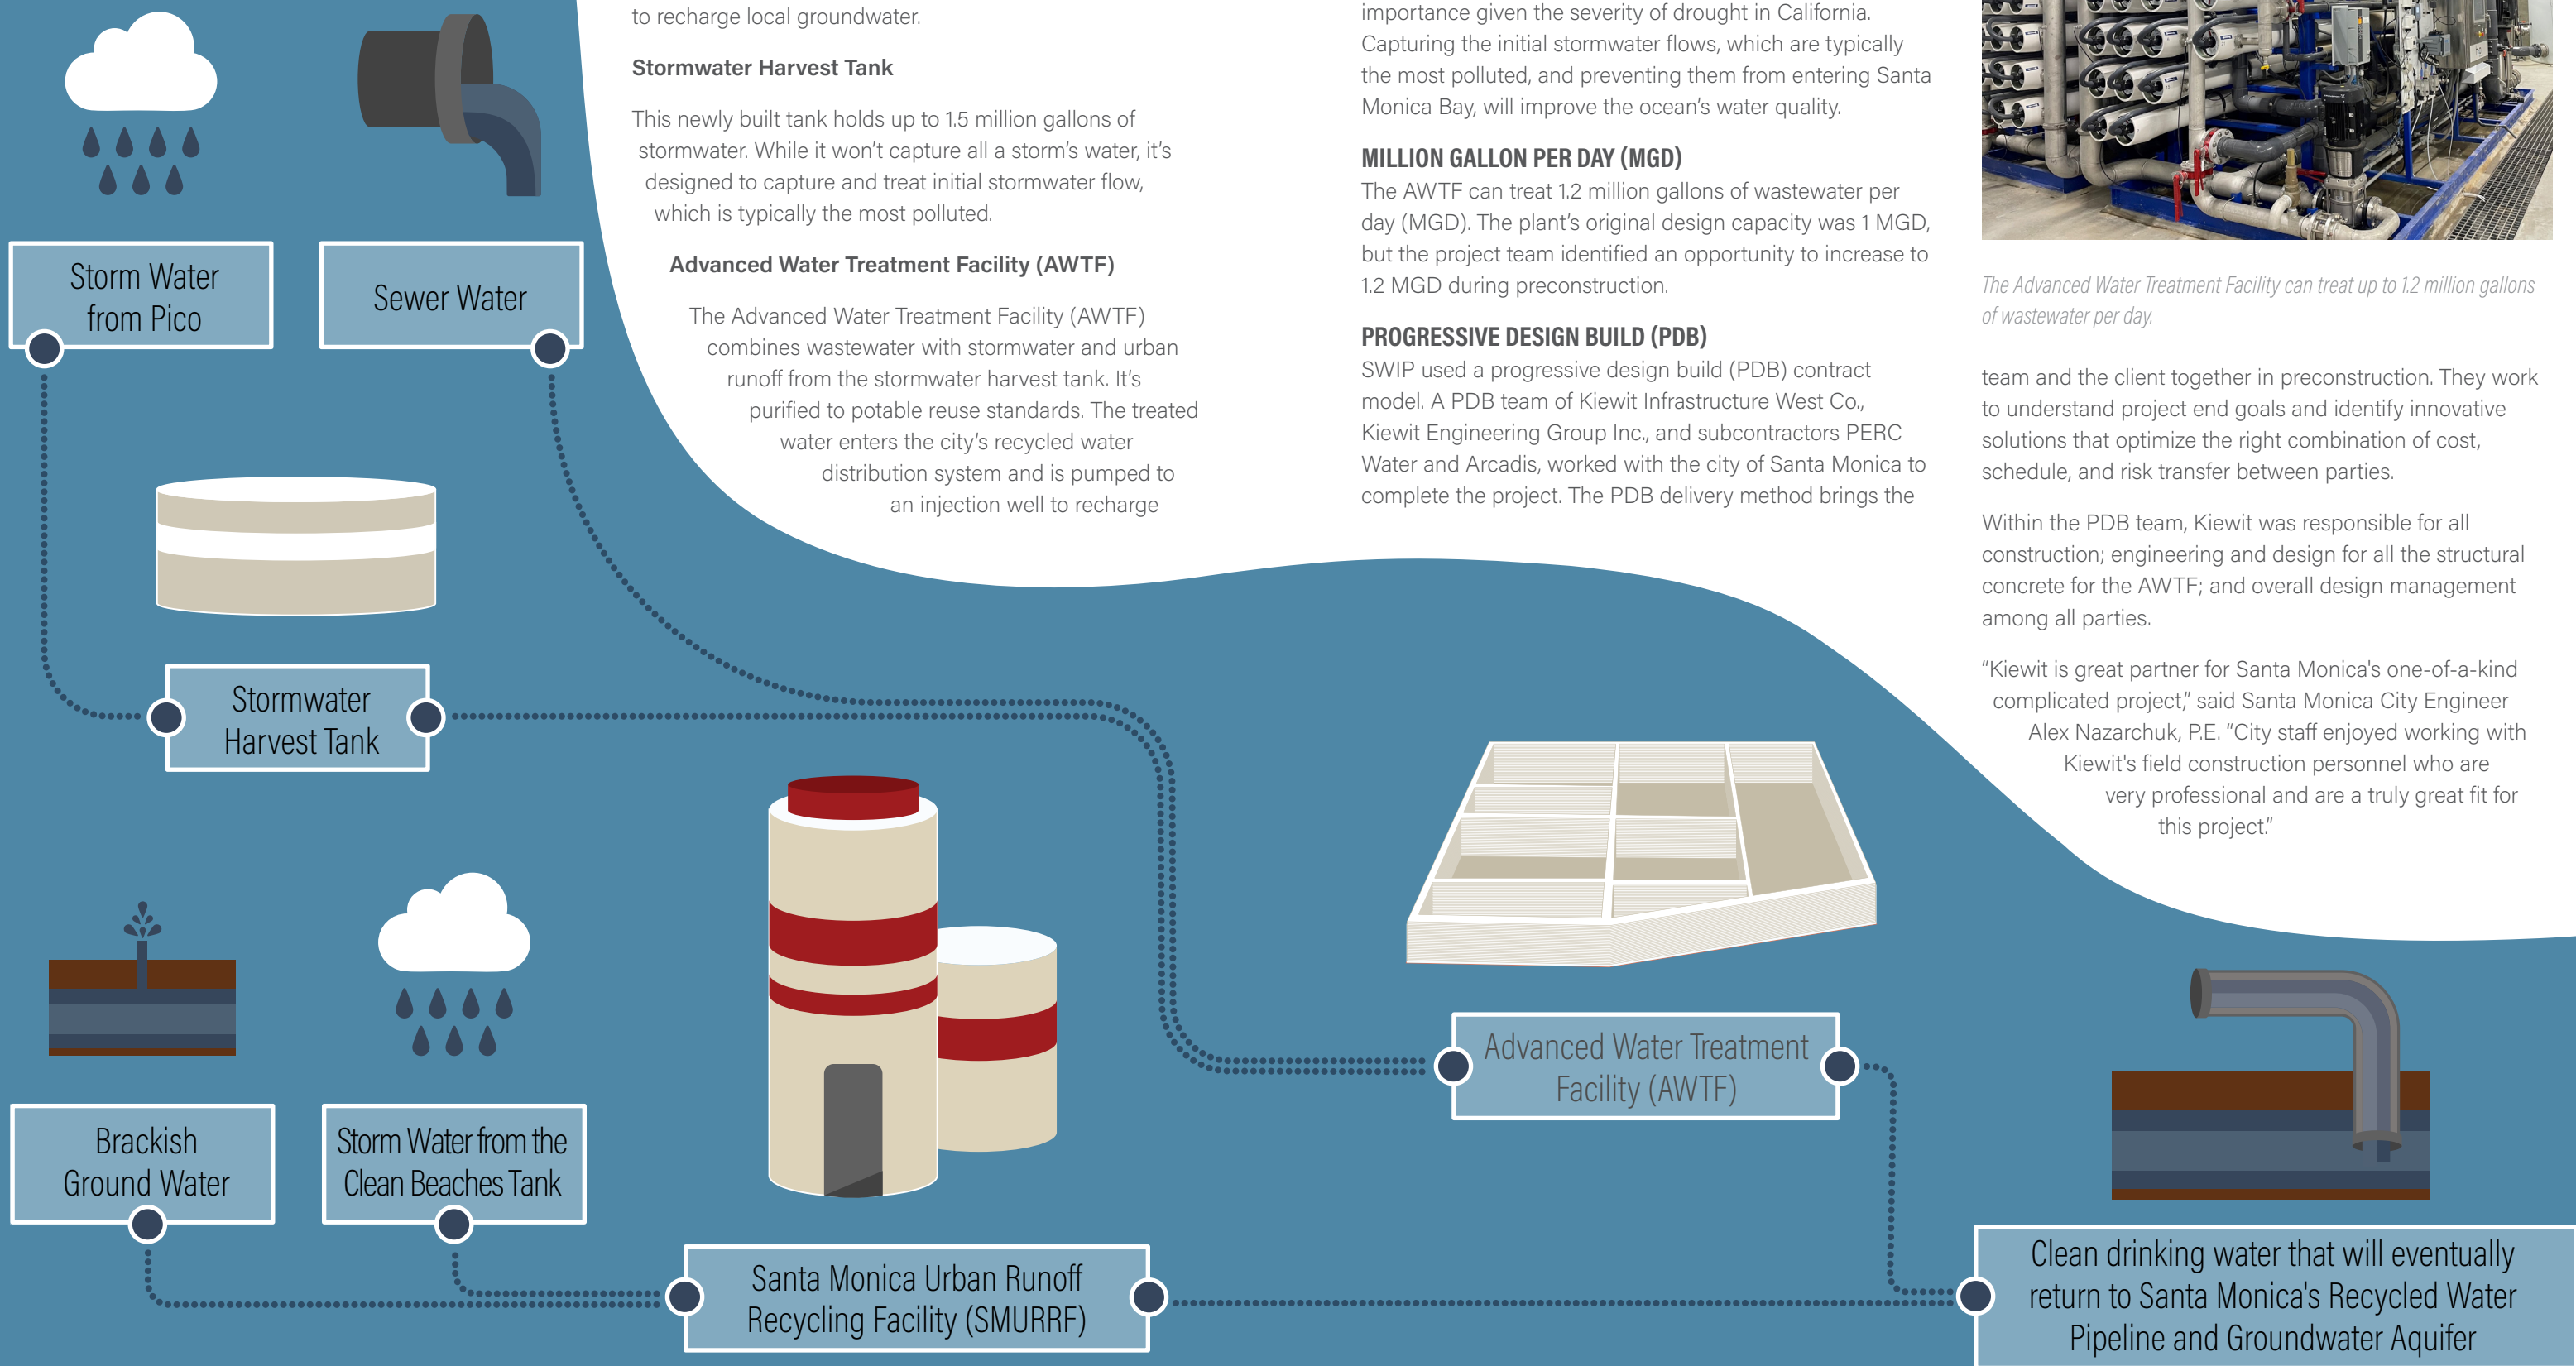 to recharge local groundwater.
Stormwater Harvest Tank
This newly built tank holds up to 1.5 million gallons of
stormwater. While it won’t capture all a storm’s water, it’s
designed to capture and treat initial stormwater flow,
which is typically the most polluted.
Advanced Water Treatment Facility (AWTF)
The Advanced Water Treatment Facility (AWTF)
combines wastewater with stormwater and urban
runoff from the stormwater harvest tank. It’s
purified to potable reuse standards. The treated
water enters the city’s recycled water
distribution system and is pumped to
an injection well to recharge
importance given the severity of drought in California.
Capturing the initial stormwater flows, which are typically
the most polluted, and preventing them from entering Santa
Monica Bay, will improve the ocean’s water quality.
MILLION GALLON PER DAY (MGD)
The AWTF can treat 1.2 million gallons of wastewater per
day (MGD). The plant’s original design capacity was 1 MGD,
but the project team identified an opportunity to increase to
1.2 MGD during preconstruction.
PROGRESSIVE DESIGN BUILD (PDB)
SWIP used a progressive design build (PDB) contract
model. A PDB team of Kiewit Infrastructure West Co.,
Kiewit Engineering Group Inc., and subcontractors PERC
Water and Arcadis, worked with the city of Santa Monica to
complete the project. The PDB delivery method brings the
The Advanced Water Treatment Facility can treat up to 1.2 million gallons
of wastewater per day.
team and the client together in preconstruction. They work
to understand project end goals and identify innovative
solutions that optimize the right combination of cost,
schedule, and risk transfer between parties.
Within the PDB team, Kiewit was responsible for all
construction; engineering and design for all the structural
concrete for the AWTF; and overall design management
among all parties.
“Kiewit is great partner for Santa Monica's one-of-a-kind
complicated project,” said Santa Monica City Engineer
Alex Nazarchuk, P.E. “City staff enjoyed working with
Kiewit's field construction personnel who are
very professional and are a truly great fit for
this project.”
Storm Water
from Pico
Sewer Water
Stormwater
Harvest Tank
Brackish
Ground Water
Storm Water from the
Clean Beaches Tank
Santa Monica Urban Runoff
Recycling Facility (SMURRF)
Advanced Water Treatment
Facility (AWTF)
Clean drinking water that will eventually
return to Santa Monica's Recycled Water
Pipeline and Groundwater Aquifer